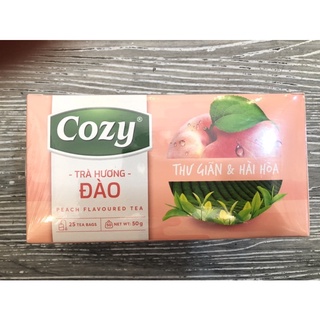 Cozy®
- TRÀ HƯƠNG -
ĐÀO
PEACH FLAVOURED TEA
25 TEA BAGS
NET WT: 50g
THƯ GIÃN & HÀI HÒA